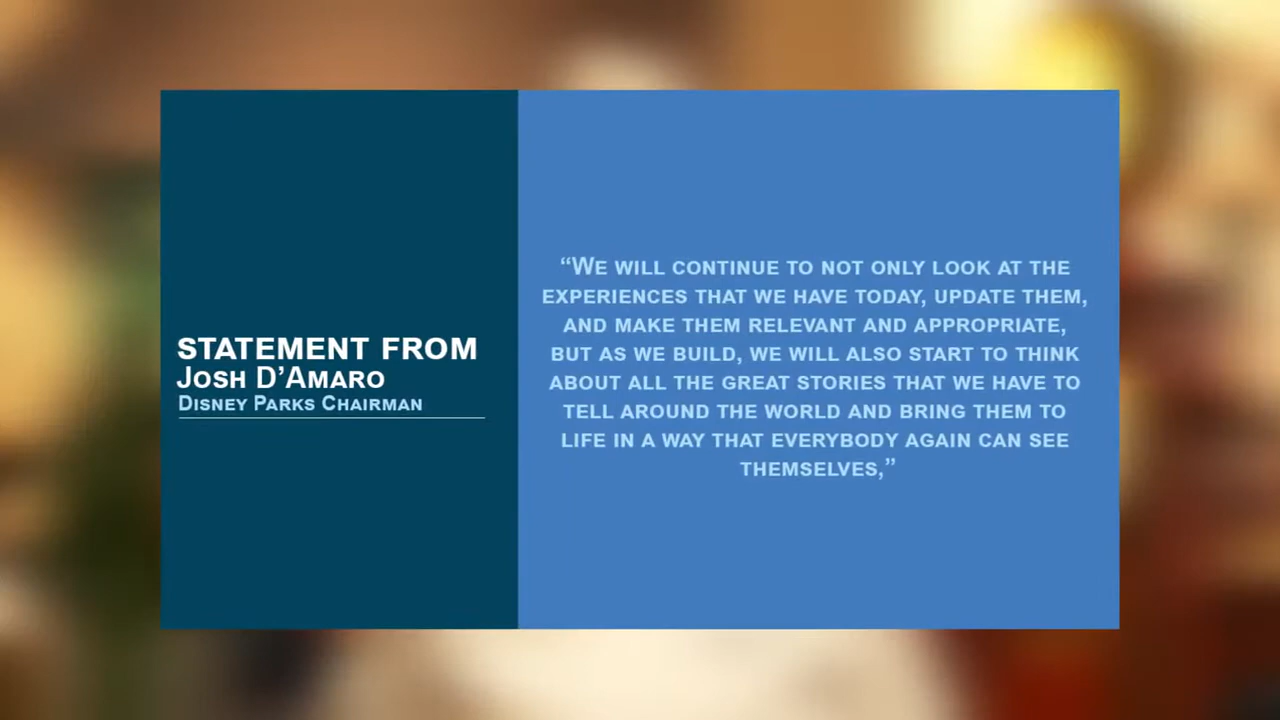 STATEMENT FROM
JOSH D’AMARO
DISNEY PARKS CHAIRMAN
“WE WILL CONTINUE TO NOT ONLY LOOK AT THE
EXPERIENCES THAT WE HAVE TODAY, UPDATE THEM,
AND MAKE THEM RELEVANT AND APPROPRIATE,
BUT AS WE BUILD, WE WILL ALSO START TO THINK
ABOUT ALL THE GREAT STORIES THAT WE HAVE TO
TELL AROUND THE WORLD AND BRING THEM TO
LIFE IN A WAY THAT EVERYBODY AGAIN CAN SEE
THEMSELVES,”